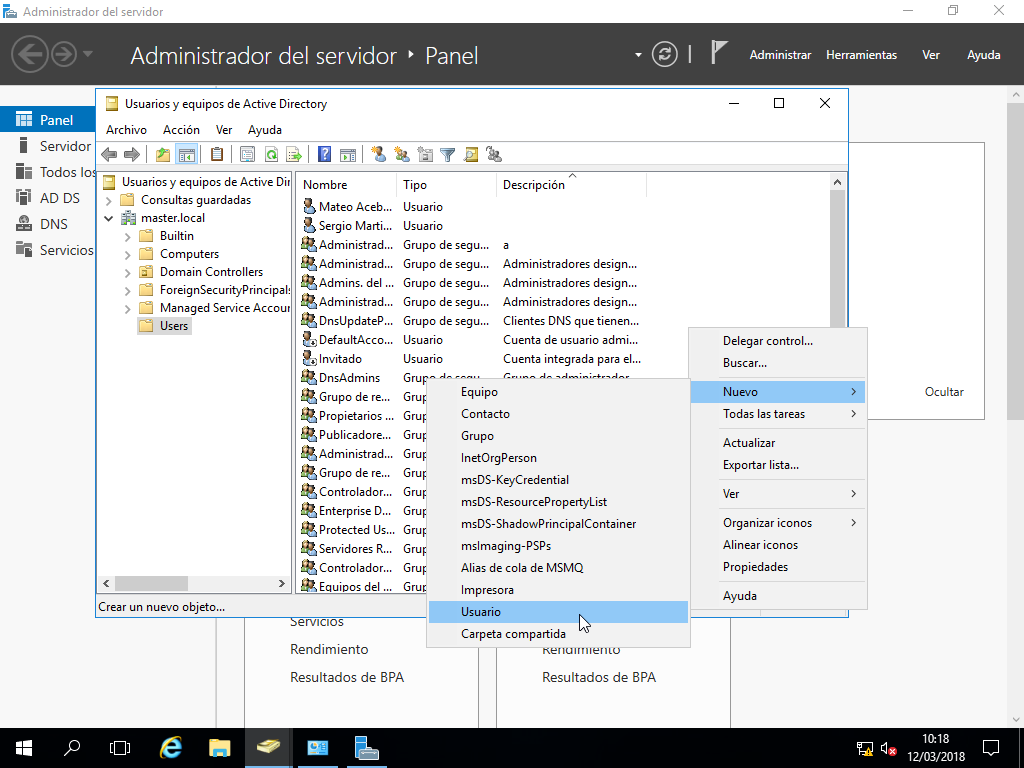 Administrador del servidor
Administrador del servidor ‣ Panel
Administrar Herramientas Ver Ayuda
Panel
Servidor
Todos los
AD DS
DNS
Servicios
Usuarios y equipos de Active Directory
Archivo Acción Ver Ayuda
Usuarios y equipos de Active Dir
Consultas guardadas
master.local
Builtin
Computers
Domain Controllers
ForeignSecurityPrincipals
Managed Service Accour
Users
Nombre Tipo Descripción
Mateo Aceb... Usuario
Sergio Marti... Usuario
Administrad... Grupo de segu... a
Administrad... Grupo de segu... Administradores design...
Admins. del ... Grupo de segu... Administradores design...
Administrad... Grupo de segu... Administradores design...
DnsUpdateP... Grupo de segu... Clientes DNS que tienen...
DefaultAcco... Usuario Cuenta de usuario admi...
Invitado Usuario Cuenta integrada para el...
DnsAdmins Grupo de segu... Grupo de administrador...
Grupo de re... Grup
Propietarios ... Grup
Publicadore... Grup
Administrad... Grup
Grupo de re... Grup
Controlador... Grup
Enterprise D... Grup
Protected Us... Grup
Servidores R... Grup
Controlador... Grup
Equipos del ... Grup
Crear un nuevo objeto...
Delegar control...
Buscar...
Nuevo
Todas las tareas
Actualizar
Exportar lista...
Ver
Organizar iconos
Alinear iconos
Propiedades
Ayuda
Equipo
Contacto
Grupo
InetOrgPerson
msDS-KeyCredential
msDS-ResourcePropertyList
msDS-ShadowPrincipalContainer
msImaging-PSPs
Alias de cola de MSMQ
Impresora
Usuario
Carpeta compartida
Ocultar
Servicios
Rendimiento Rendimiento
Resultados de BPA Resultados de BPA
10:18
12/03/2018